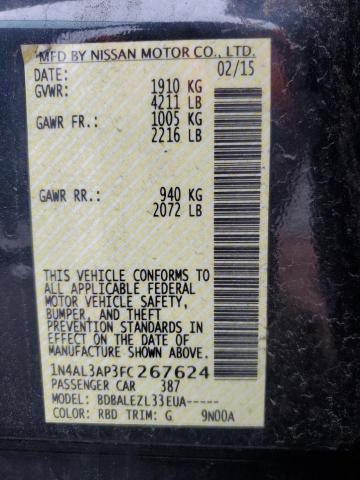 MFD BY NISSAN MOTOR CO., LTD.
DATE: 02/15
GVWR: 1910 KG
4211 LB
GAWR FR.: 1005 KG
2216 LB
GAWR RR.: 940 KG
2072 LB
THIS VEHICLE CONFORMS TO
ALL APPLICABLE FEDERAL
MOTOR VEHICLE SAFETY,
BUMPER, AND THEFT
PREVENTION STANDARDS IN
EFFECT ON THE DATE OF
MANUFACTURE SHOWN ABOVE.
1N4AL3AP3FC267624
PASSENGER CAR 387
MODEL: BDBALEZL33EUA-----
COLOR: RBD TRIM: G 9N00A